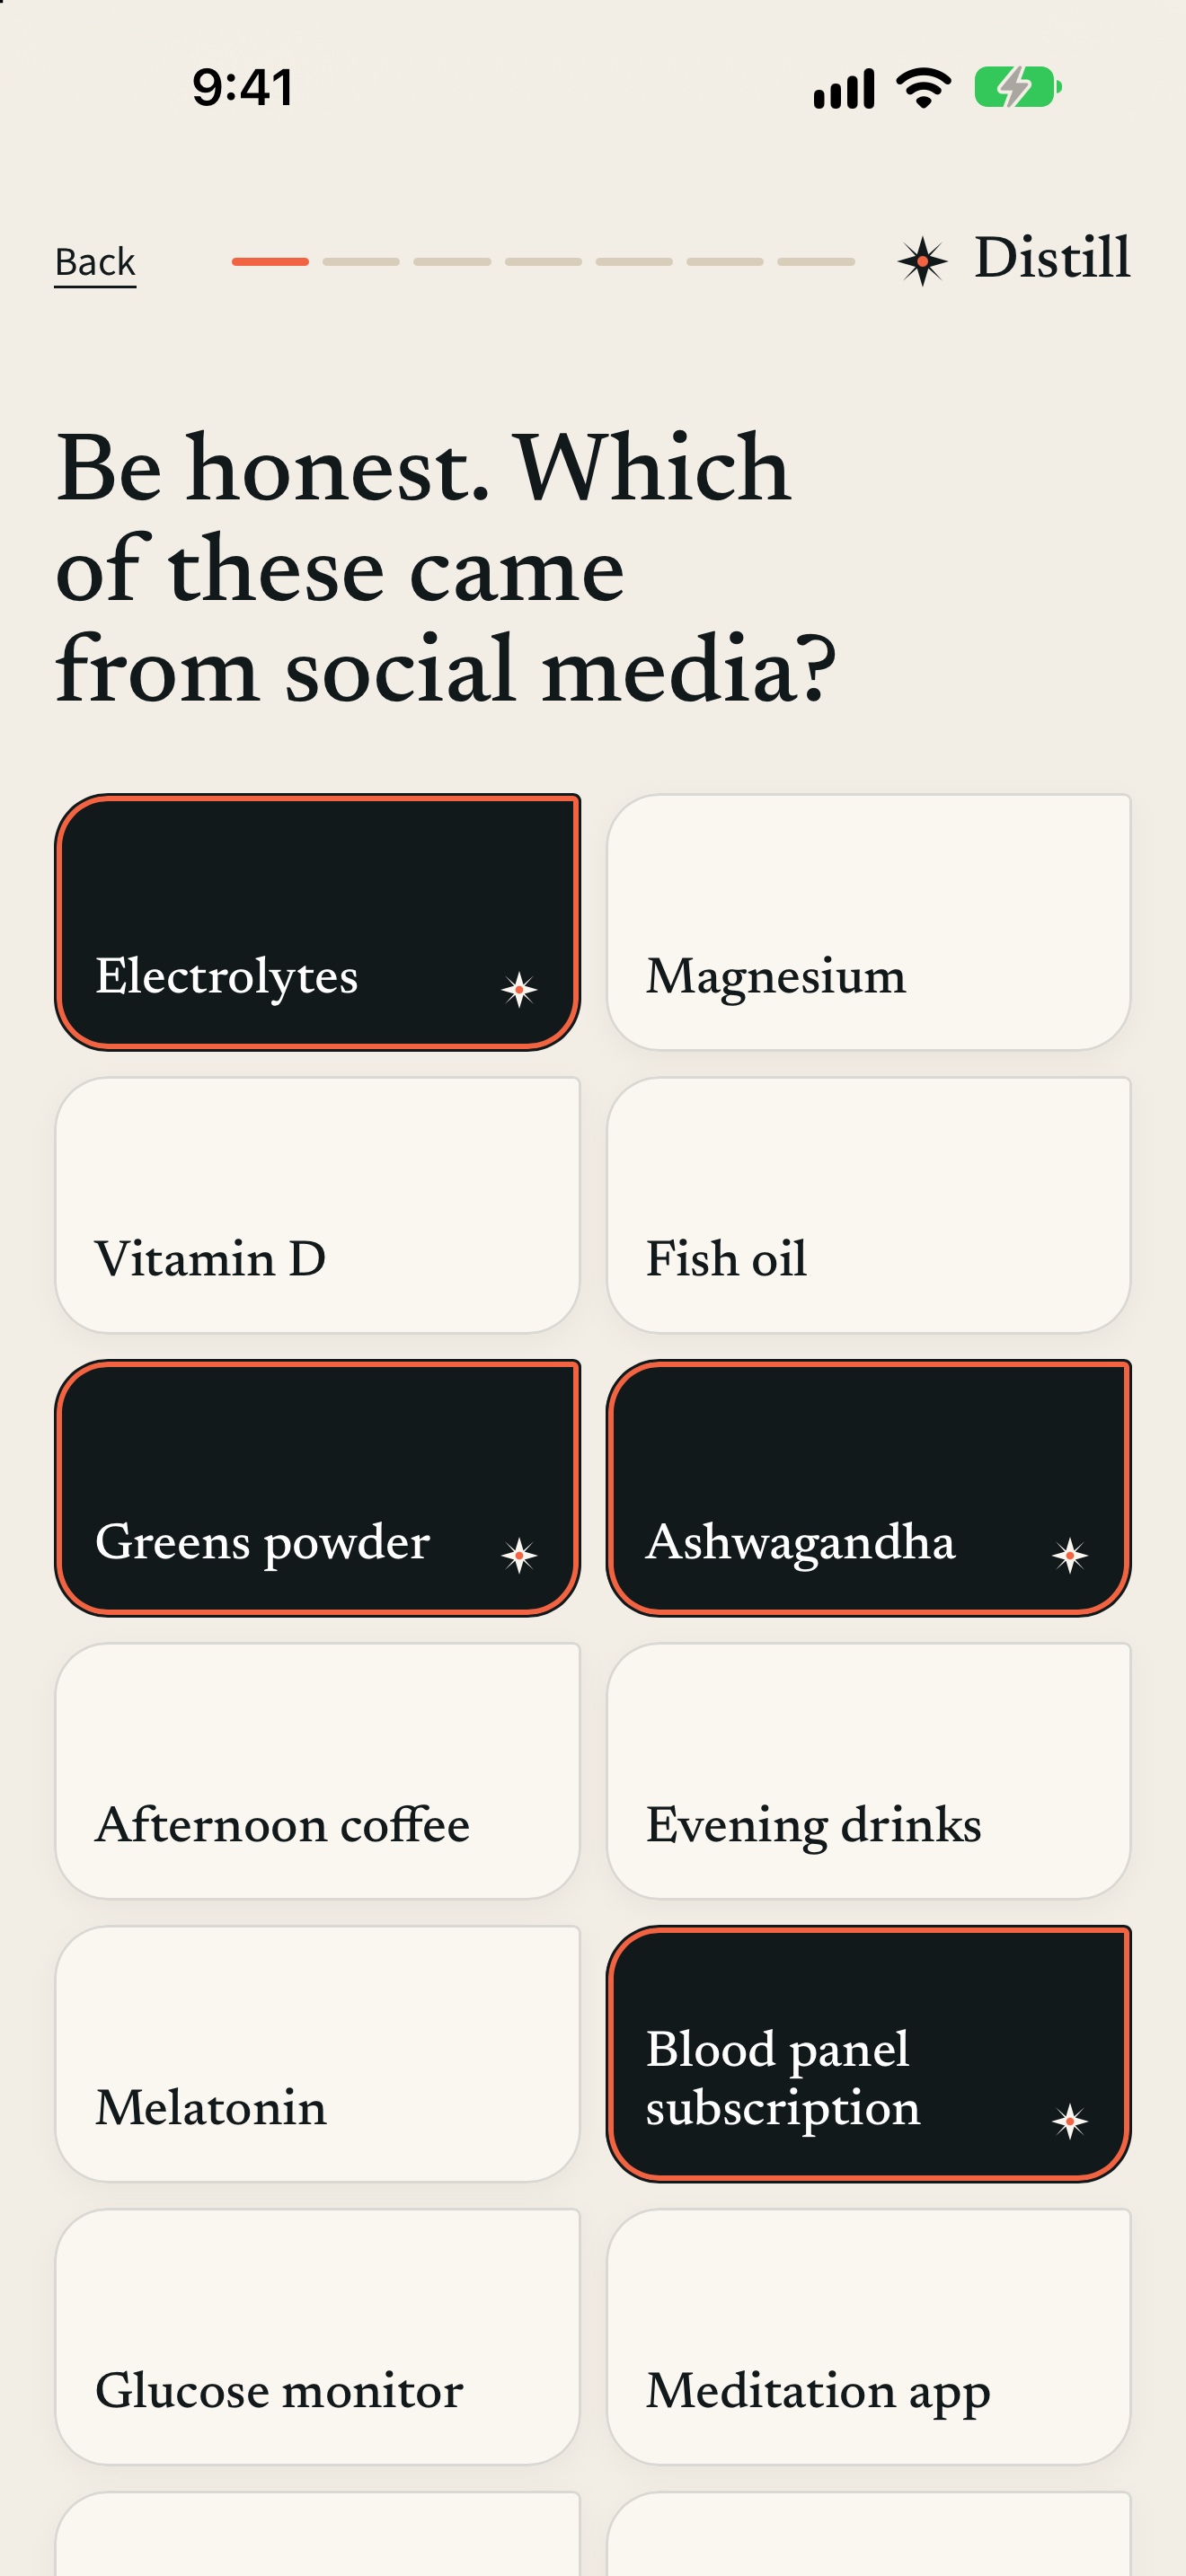 9:41
Back
Distill
Be honest. Which
of these came
from social media?
Electrolytes
Magnesium
Vitamin D
Fish oil
Greens powder
Ashwagandha
Afternoon coffee
Evening drinks
Melatonin
Blood panel
subscription
Glucose monitor
Meditation app